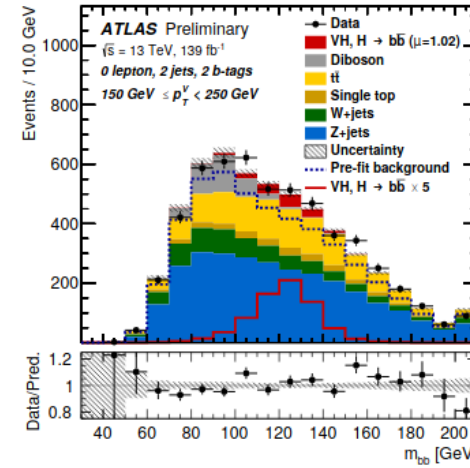 ATLAS Preliminary
√s = 13 TeV, 139 fb⁻¹
0 lepton, 2 jets, 2 b-tags
150 GeV ≤ p_T^V < 250 GeV
Data
VH, H → bb̄ (μ=1.02)
Diboson
tt̄
Single top
W+jets
Z+jets
Uncertainty
Pre-fit background
VH, H → bb̄ × 5
Events / 10.0 GeV
1000
800
600
400
200
Data/Pred.
1.2
1
0.8
40 60 80 100 120 140 160 180 200
m_bb [GeV]